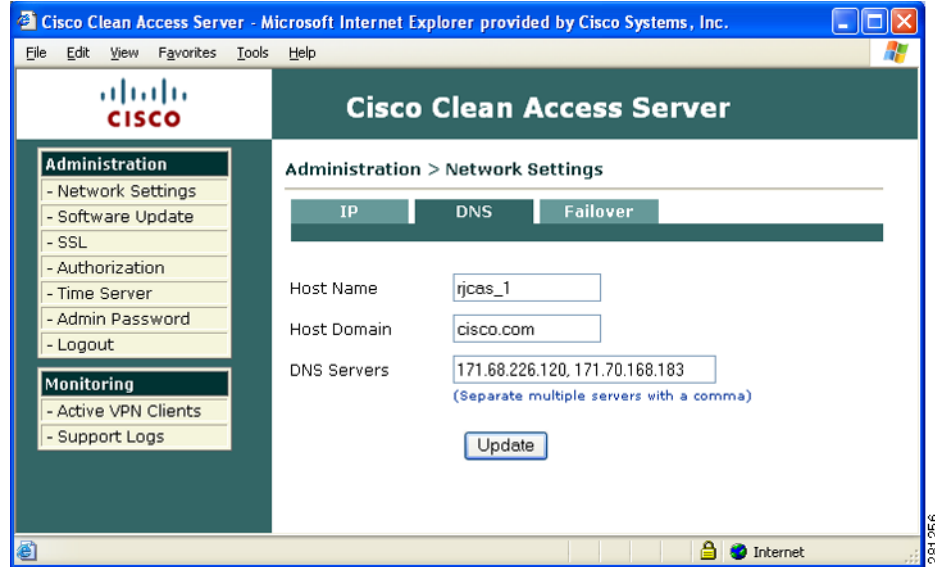 Cisco Clean Access Server - Microsoft Internet Explorer provided by Cisco Systems, Inc.
File Edit View Favorites Tools Help
CISCO
Cisco Clean Access Server
Administration
- Network Settings
- Software Update
- SSL
- Authorization
- Time Server
- Admin Password
- Logout
Monitoring
- Active VPN Clients
- Support Logs
Administration > Network Settings
IP DNS Failover
Host Name rjcas_1
Host Domain cisco.com
DNS Servers 171.68.226.120, 171.70.168.183
(Separate multiple servers with a comma)
Update
Internet
281256